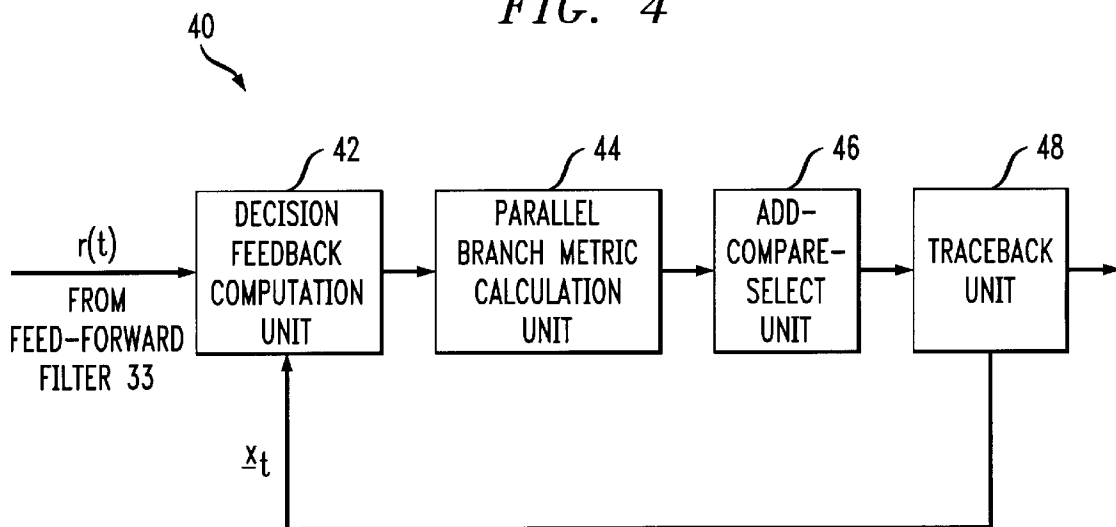 FIG. 4
40
42
44
46
48
r(t)
FROM
FEED-FORWARD
FILTER 33
DECISION
FEEDBACK
COMPUTATION
UNIT
PARALLEL
BRANCH METRIC
CALCULATION
UNIT
ADD-
COMPARE-
SELECT
UNIT
TRACEBACK
UNIT
x̲t